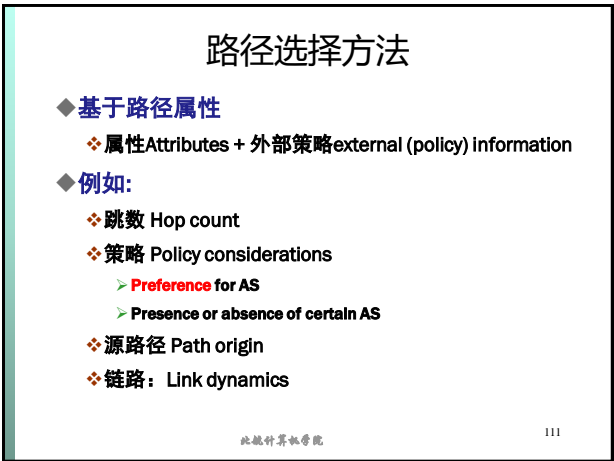 路径选择方法
基于路径属性
属性Attributes + 外部策略external (policy) information
例如:
跳数 Hop count
策略 Policy considerations
Preference for AS
Presence or absence of certain AS
源路径 Path origin
链路：Link dynamics
北航计算机学院
111